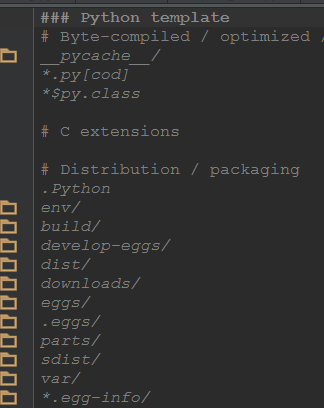 ### Python template
# Byte-compiled / optimized /
__pycache__/
*.py[cod]
*$py.class
# C extensions
# Distribution / packaging
.Python
env/
build/
develop-eggs/
dist/
downloads/
eggs/
.eggs/
parts/
sdist/
var/
*.egg-info/